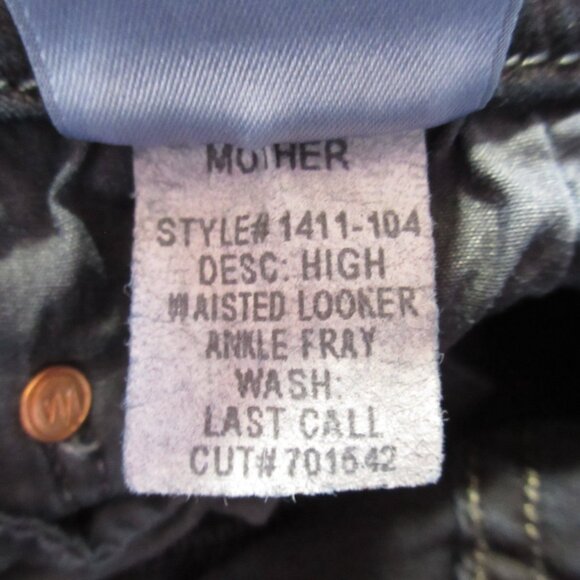 MOTHER
STYLE# 1411-104
DESC: HIGH
WAISTED LOOKER
ANKLE FRAY
WASH:
LAST CALL
CUT# 701542
M